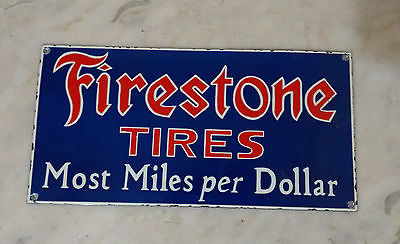 Firestone
TIRES
Most Miles per Dollar